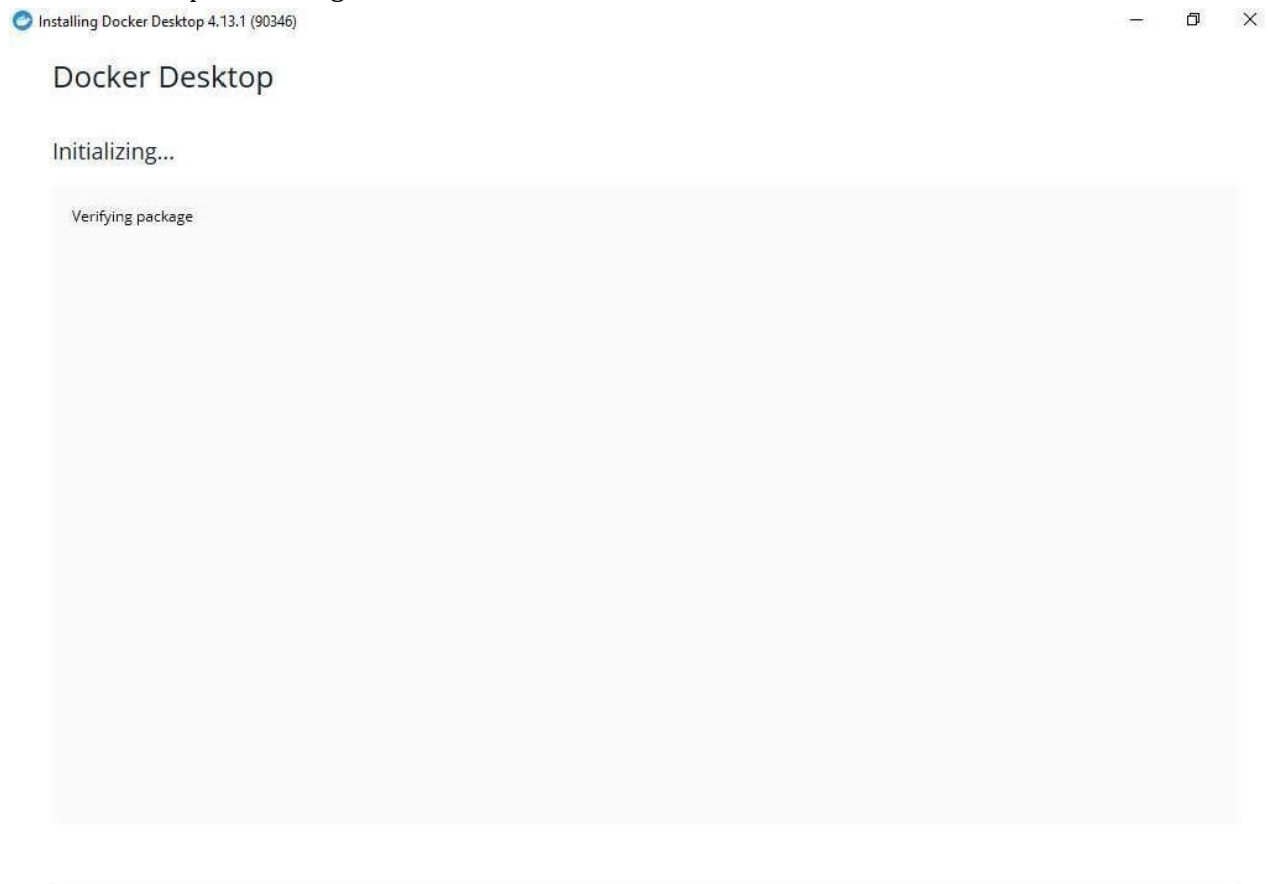 Installing Docker Desktop 4.13.1 (90346)
Docker Desktop
Initializing...
Verifying package